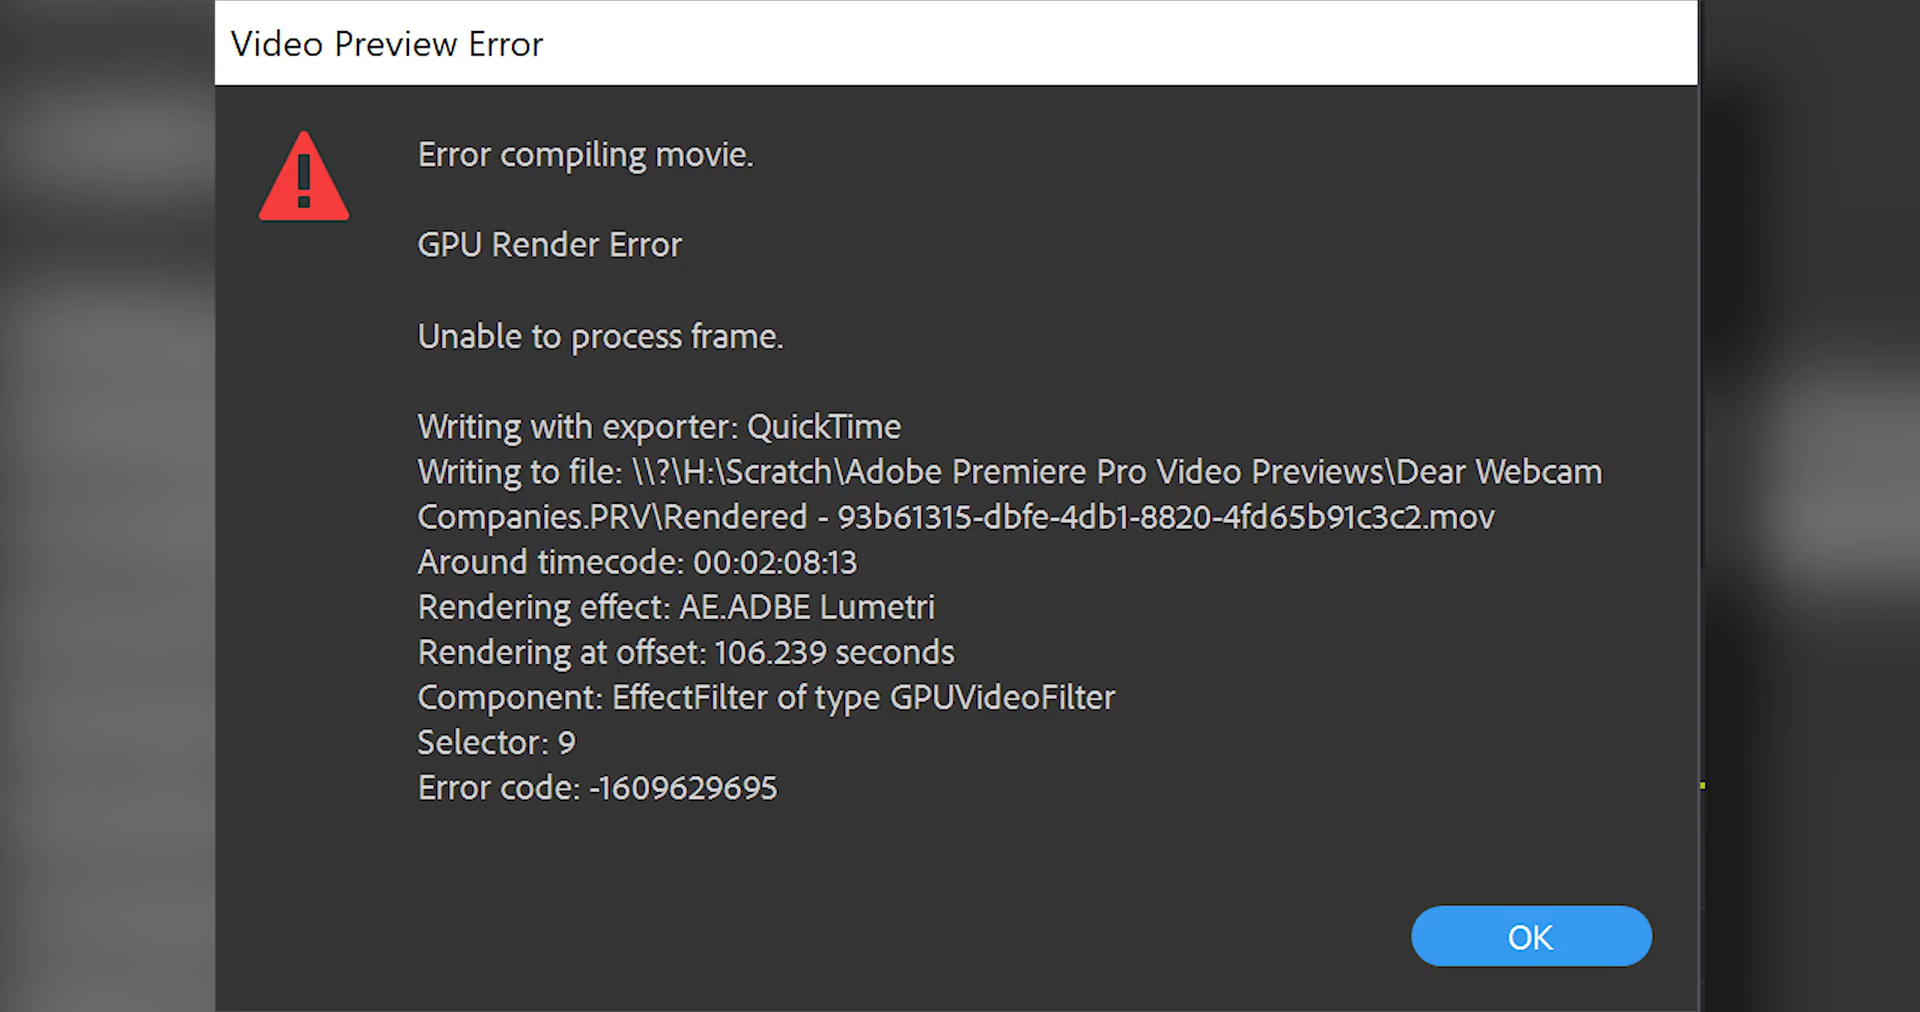 Video Preview Error
Error compiling movie.
GPU Render Error
Unable to process frame.
Writing with exporter: QuickTime
Writing to file: \\?\H:\Scratch\Adobe Premiere Pro Video Previews\Dear Webcam
Companies.PRV\Rendered - 93b61315-dbfe-4db1-8820-4fd65b91c3c2.mov
Around timecode: 00:02:08:13
Rendering effect: AE.ADBE Lumetri
Rendering at offset: 106.239 seconds
Component: EffectFilter of type GPUVideoFilter
Selector: 9
Error code: -1609629695
OK